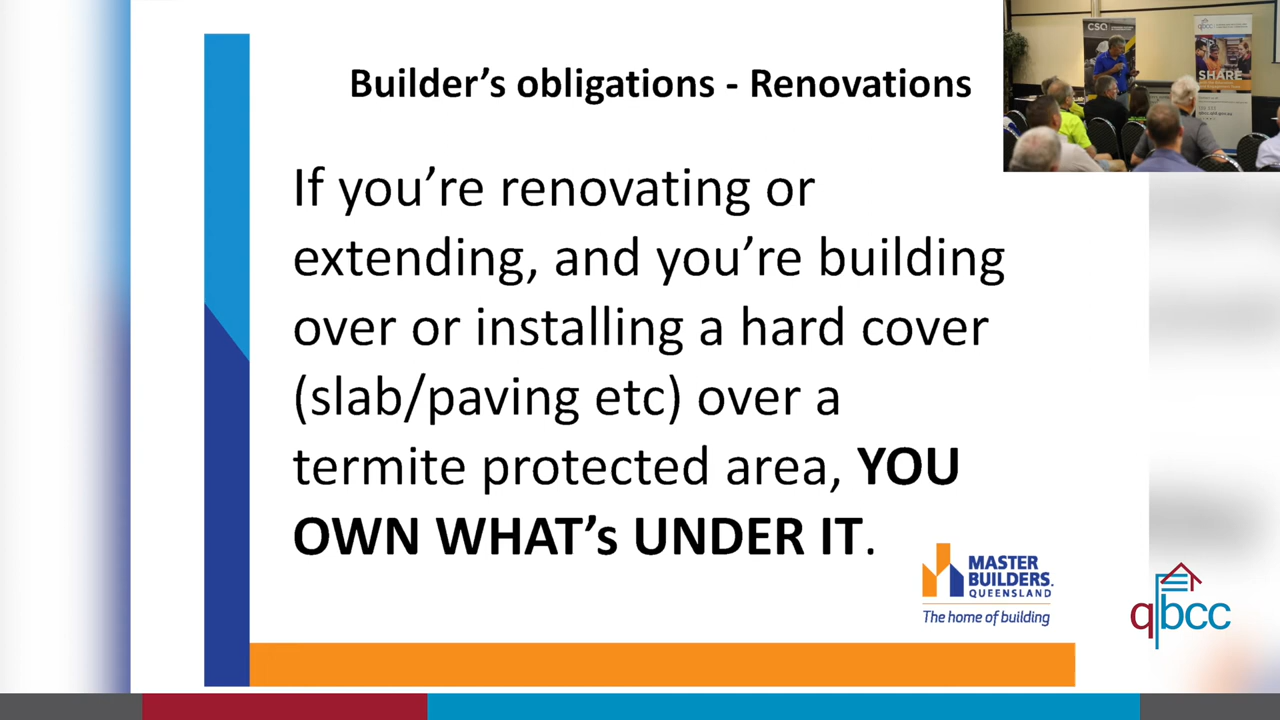 Builder's obligations - Renovations
If you're renovating or
extending, and you're building
over or installing a hard cover
(slab/paving etc) over a
termite protected area, YOU
OWN WHAT's UNDER IT.
MASTER
BUILDERS.
QUEENSLAND
The home of building
qbcc
CSQ
qbcc
SHARE